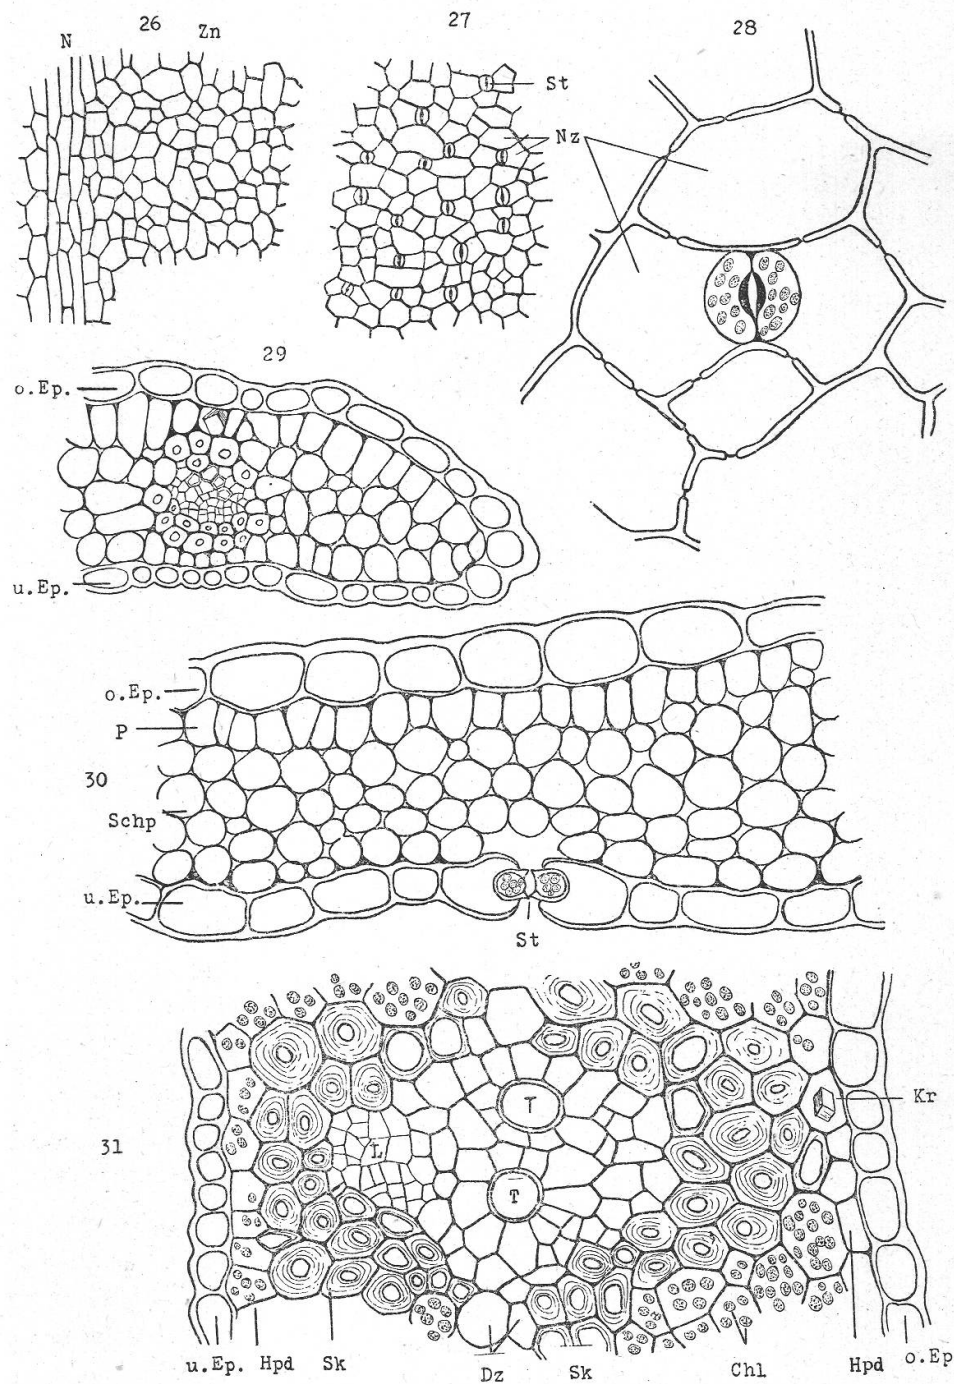 26
27
28
N
Zn
St
Nz
29
o.Ep.
u.Ep.
o.Ep.
P
30
Schp
u.Ep.
St
31
L
T
T
Kr
u.Ep. Hpd Sk
Dz
Sk
Chl
Hpd
o.Ep